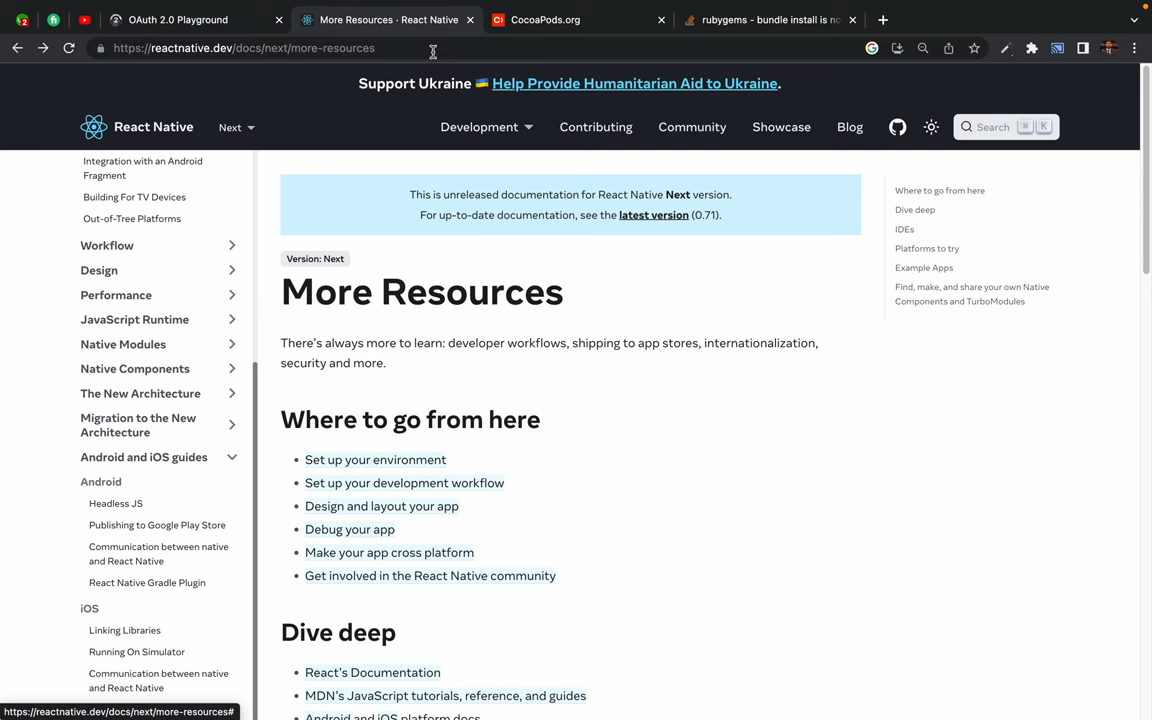 2
OAuth 2.0 Playground
More Resources · React Native
CocoaPods.org
rubygems - bundle install is no
https://reactnative.dev/docs/next/more-resources
Support Ukraine 🇺🇦 Help Provide Humanitarian Aid to Ukraine.
React Native
Next
Development
Contributing
Community
Showcase
Blog
Search ⌘ K
Integration with an Android
Fragment
Building For TV Devices
Out-of-Tree Platforms
Workflow
Design
Performance
JavaScript Runtime
Native Modules
Native Components
The New Architecture
Migration to the New
Architecture
Android and iOS guides
Android
Headless JS
Publishing to Google Play Store
Communication between native
and React Native
React Native Gradle Plugin
iOS
Linking Libraries
Running On Simulator
Communication between native
and React Native
This is unreleased documentation for React Native Next version.
For up-to-date documentation, see the latest version (0.71).
Version: Next
More Resources
There's always more to learn: developer workflows, shipping to app stores, internationalization,
security and more.
Where to go from here
Set up your environment
Set up your development workflow
Design and layout your app
Debug your app
Make your app cross platform
Get involved in the React Native community
Dive deep
React's Documentation
MDN's JavaScript tutorials, reference, and guides
Android and iOS platform docs
Where to go from here
Dive deep
IDEs
Platforms to try
Example Apps
Find, make, and share your own Native
Components and TurboModules
https://reactnative.dev/docs/next/more-resources#